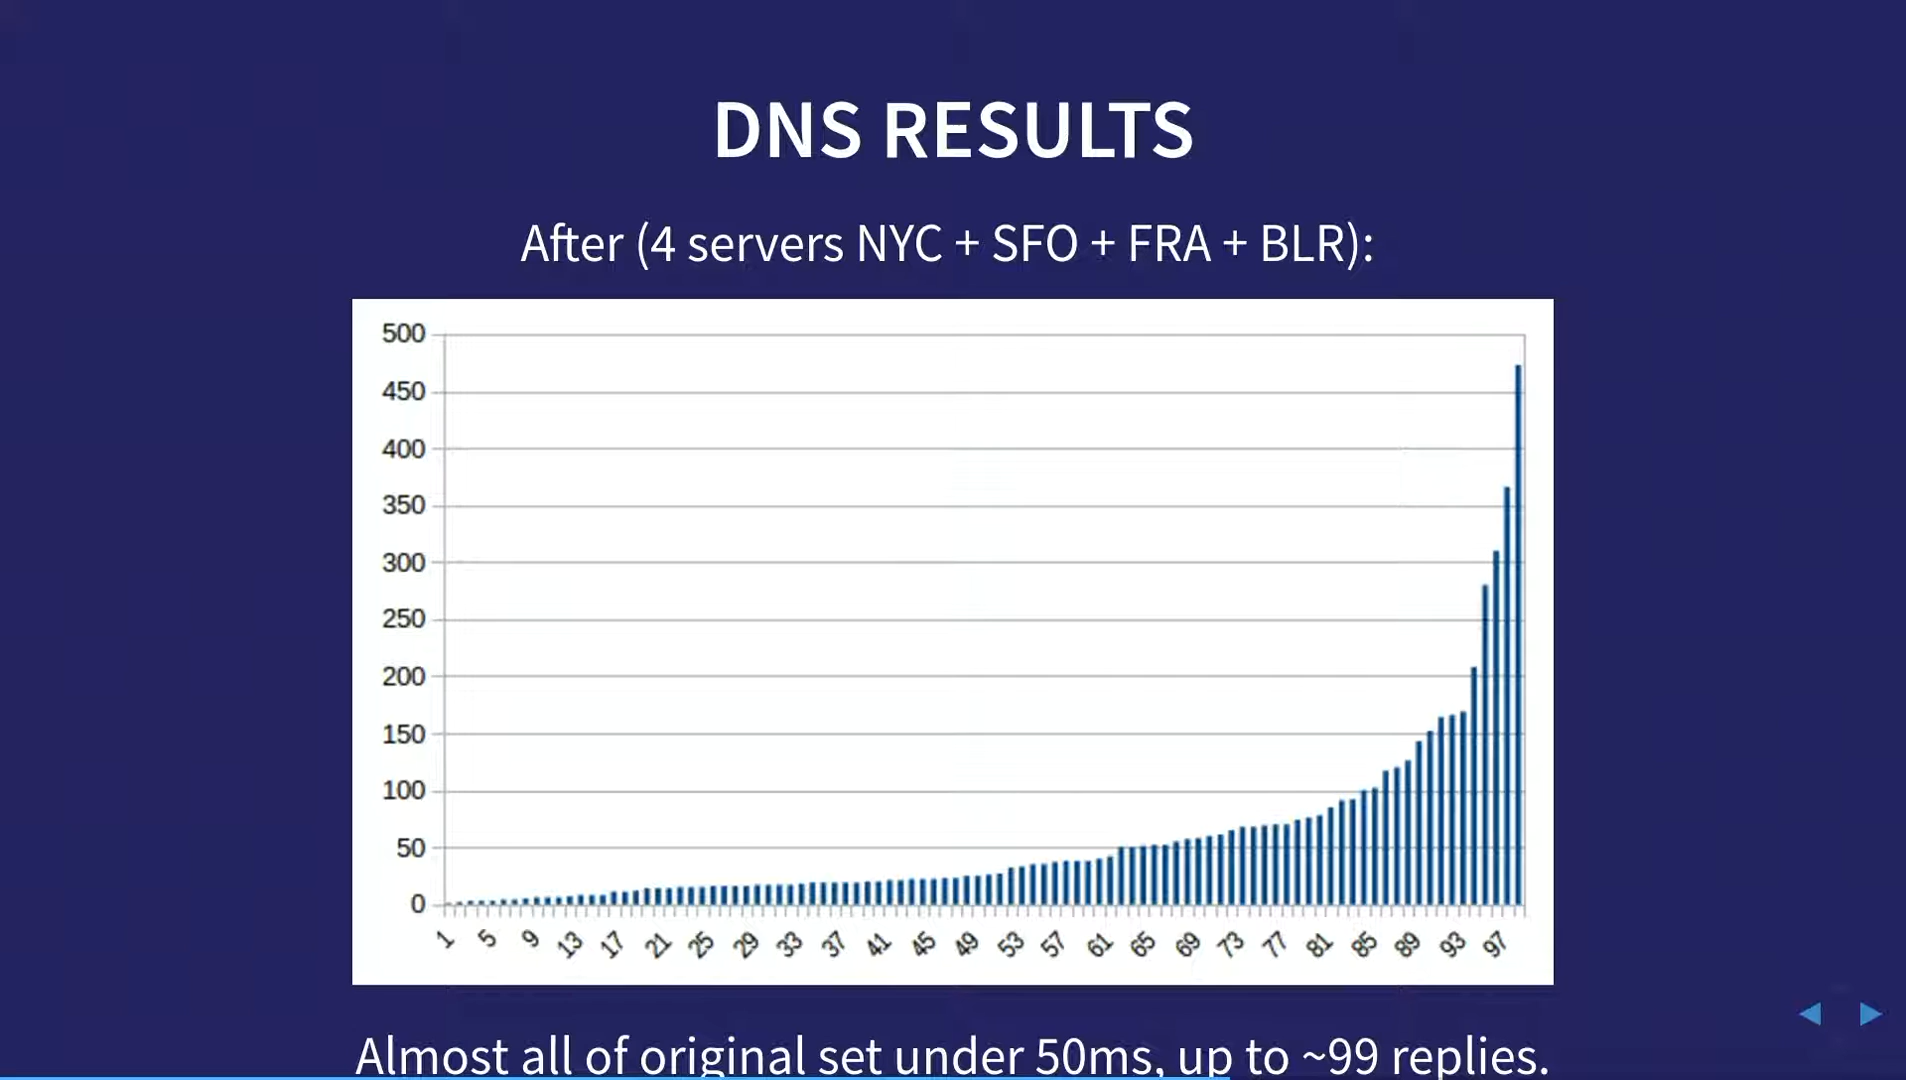 DNS RESULTS
After (4 servers NYC + SFO + FRA + BLR):
500
450
400
350
300
250
200
150
100
50
0
1 5 9 13 17 21 25 29 33 37 41 45 49 53 57 61 65 69 73 77 81 85 89 93 97
Almost all of original set under 50ms, up to ~99 replies.